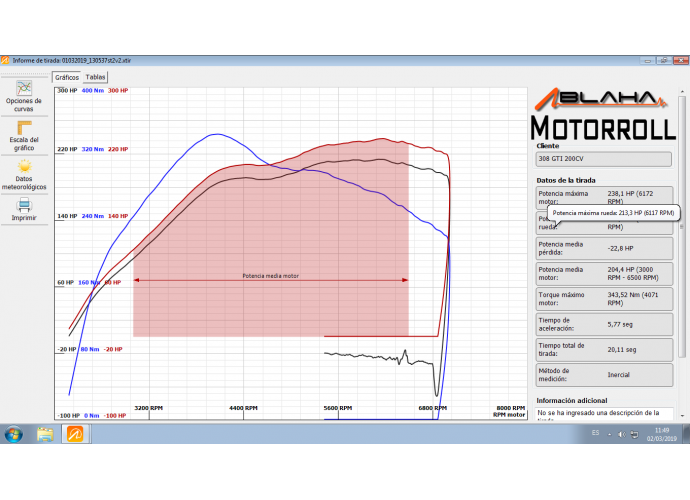 Informe de tirada: 01032019_130537st2v2.xtir
Opciones de
curvas
Escala del
gráfico
Datos
meteorológicos
Imprimir
Gráficos Tablas
300 HP 400 Nm 300 HP
220 HP 320 Nm 220 HP
140 HP 240 Nm 140 HP
60 HP 160 Nm 60 HP
-20 HP 80 Nm -20 HP
-100 HP 0 Nm -100 HP
Potencia media motor
3200 RPM 4400 RPM 5600 RPM 6800 RPM 8000 RPM
RPM motor
ABLAHA
MOTORROLL
Cliente
308 GTI 200CV
Datos de la tirada
Potencia máxima motor: 238,1 HP (6172 RPM)
Potencia máxima rueda: 213,3 HP (6117 RPM)
rueda: RPM)
Potencia media pérdida: -22,8 HP
Potencia media motor: 204,4 HP (3000 RPM - 6500 RPM)
Torque máximo motor: 343,52 Nm (4071 RPM)
Tiempo de aceleración: 5,77 seg
Tiempo total de tirada: 20,11 seg
Método de medición: Inercial
Información adicional
No se ha ingresado una descripción de la
ES 11:49
02/03/2019